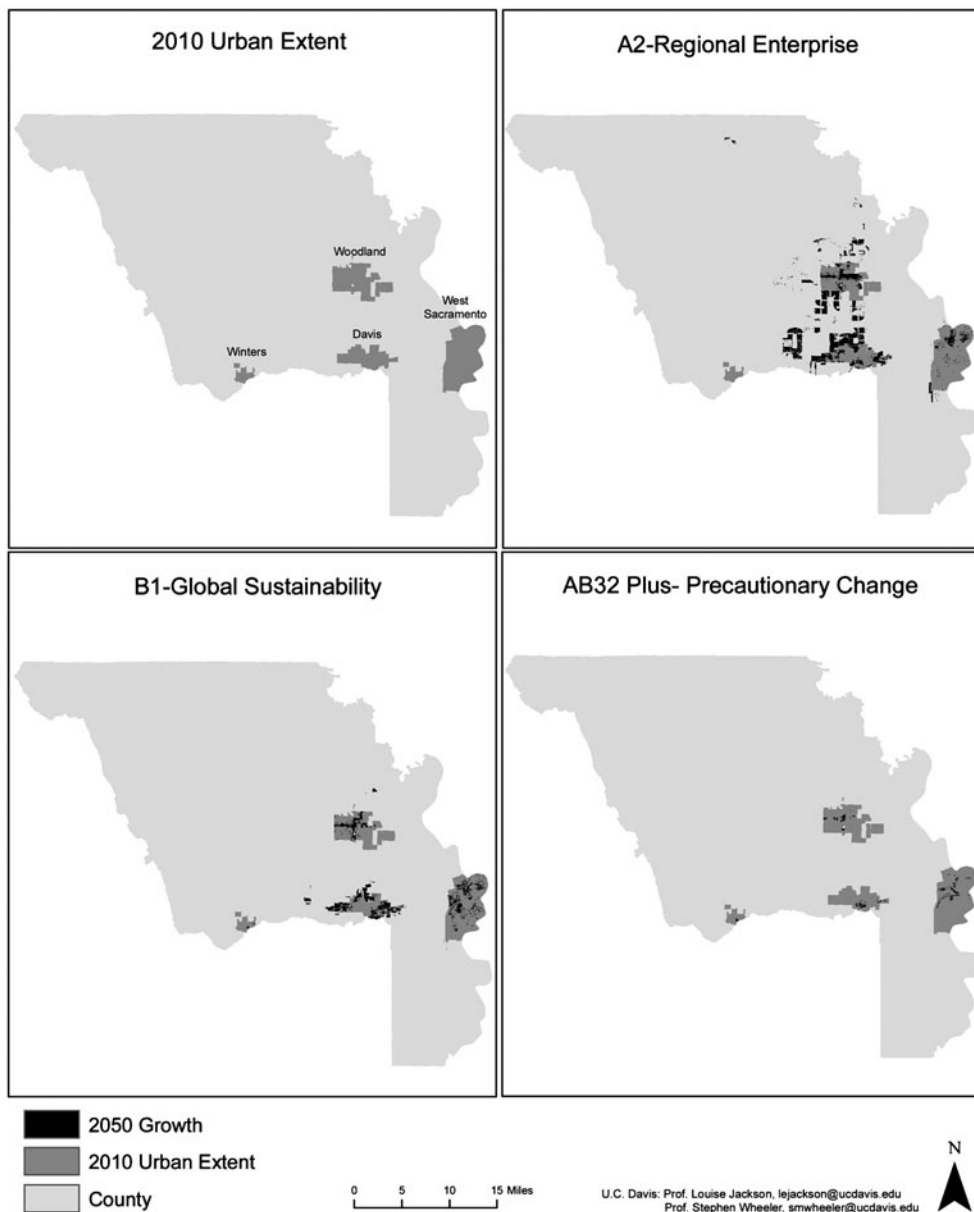 2010 Urban Extent
A2-Regional Enterprise
Woodland
West
Sacramento
Davis
Winters
B1-Global Sustainability
AB32 Plus- Precautionary Change
2050 Growth
2010 Urban Extent
County
0 5 10 15 Miles
N
U.C. Davis: Prof. Louise Jackson, lejackson@ucdavis.edu
Prof. Stephen Wheeler, smwheeler@ucdavis.edu